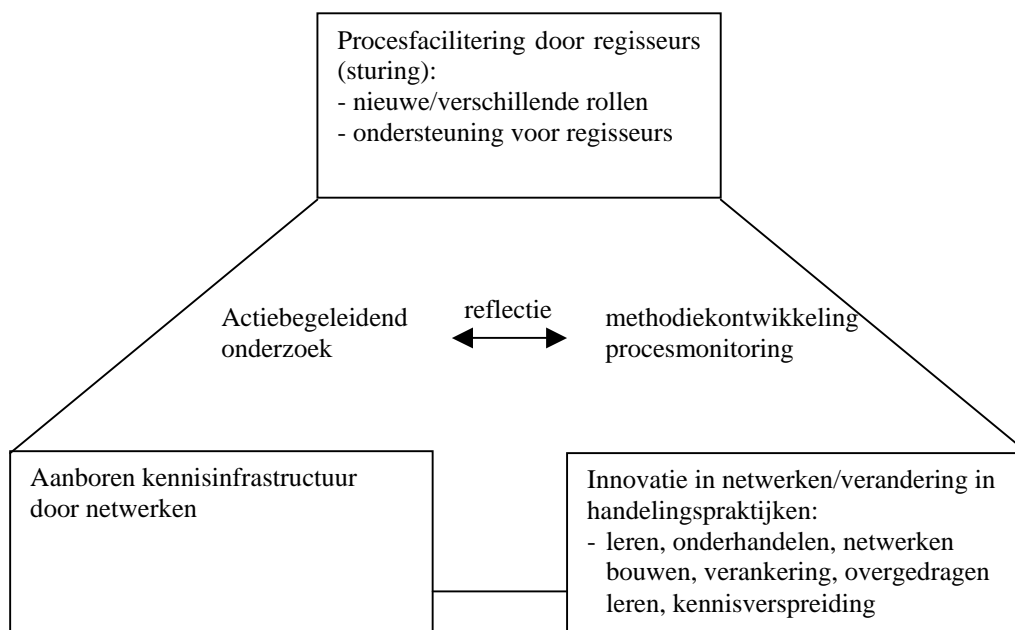 Procesfacilitering door regisseurs
(sturing):
- nieuwe/verschillende rollen
- ondersteuning voor regisseurs
Actiebegeleidend
onderzoek
reflectie
methodiekontwikkeling
procesmonitoring
Aanboren kennisinfrastructuur
door netwerken
Innovatie in netwerken/verandering in
handelingspraktijken:
- leren, onderhandelen, netwerken
bouwen, verankering, overgedragen
leren, kennisverspreiding